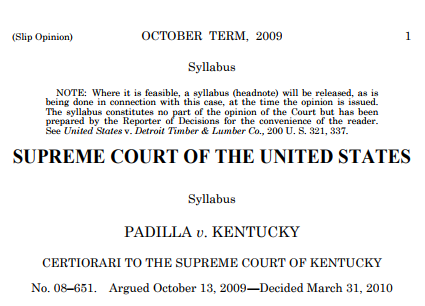 (Slip Opinion) OCTOBER TERM, 2009 1
Syllabus
NOTE: Where it is feasible, a syllabus (headnote) will be released, as is
being done in connection with this case, at the time the opinion is issued.
The syllabus constitutes no part of the opinion of the Court but has been
prepared by the Reporter of Decisions for the convenience of the reader.
See United States v. Detroit Timber & Lumber Co., 200 U. S. 321, 337.
SUPREME COURT OF THE UNITED STATES
Syllabus
PADILLA v. KENTUCKY
CERTIORARI TO THE SUPREME COURT OF KENTUCKY
No. 08–651. Argued October 13, 2009—Decided March 31, 2010